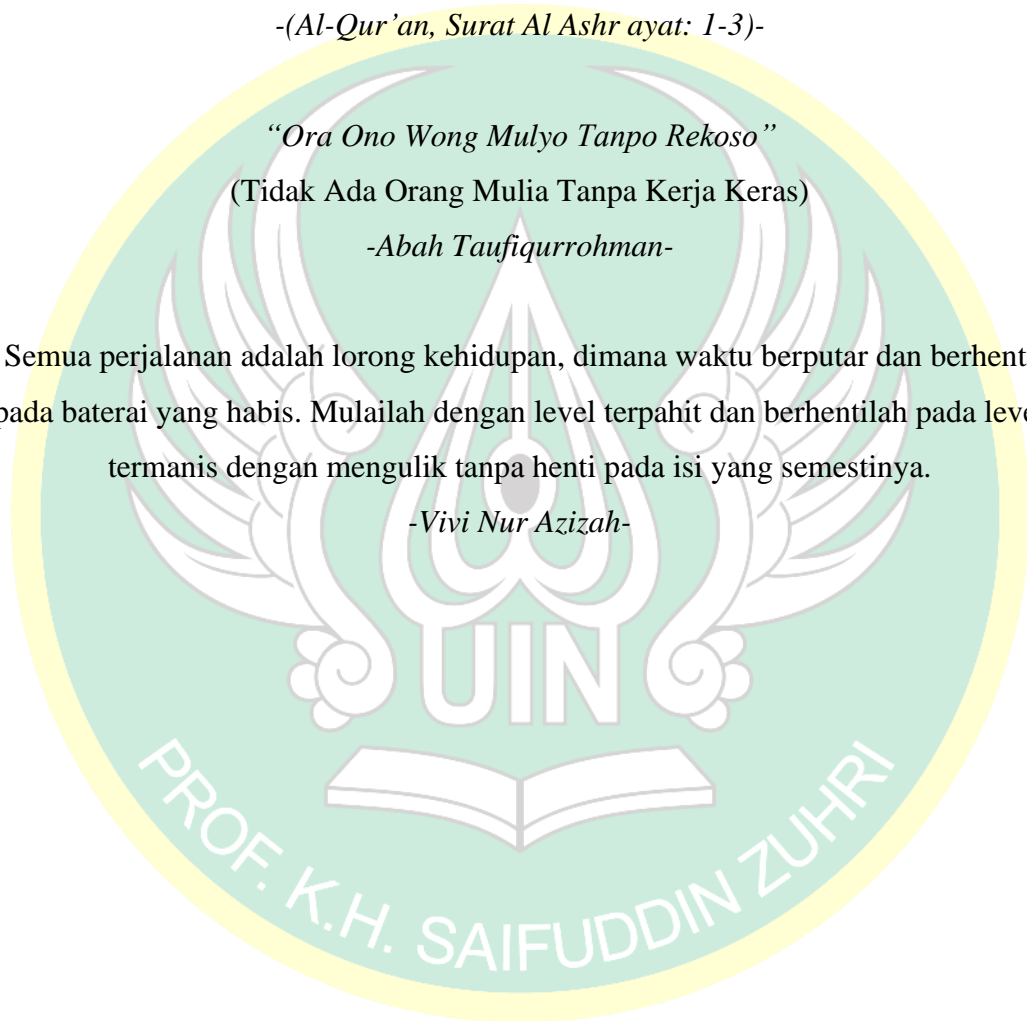 -(Al-Qur’an, Surat Al Ashr ayat: 1-3)-
“Ora Ono Wong Mulyo Tanpo Rekoso”
(Tidak Ada Orang Mulia Tanpa Kerja Keras)
-Abah Taufiqurrohman-
Semua perjalanan adalah lorong kehidupan, dimana waktu berputar dan berhent
pada baterai yang habis. Mulailah dengan level terpahit dan berhentilah pada leve
termanis dengan mengulik tanpa henti pada isi yang semestinya.
-Vivi Nur Azizah-
UIN
PROF. K.H. SAIFUDDIN ZUHRI